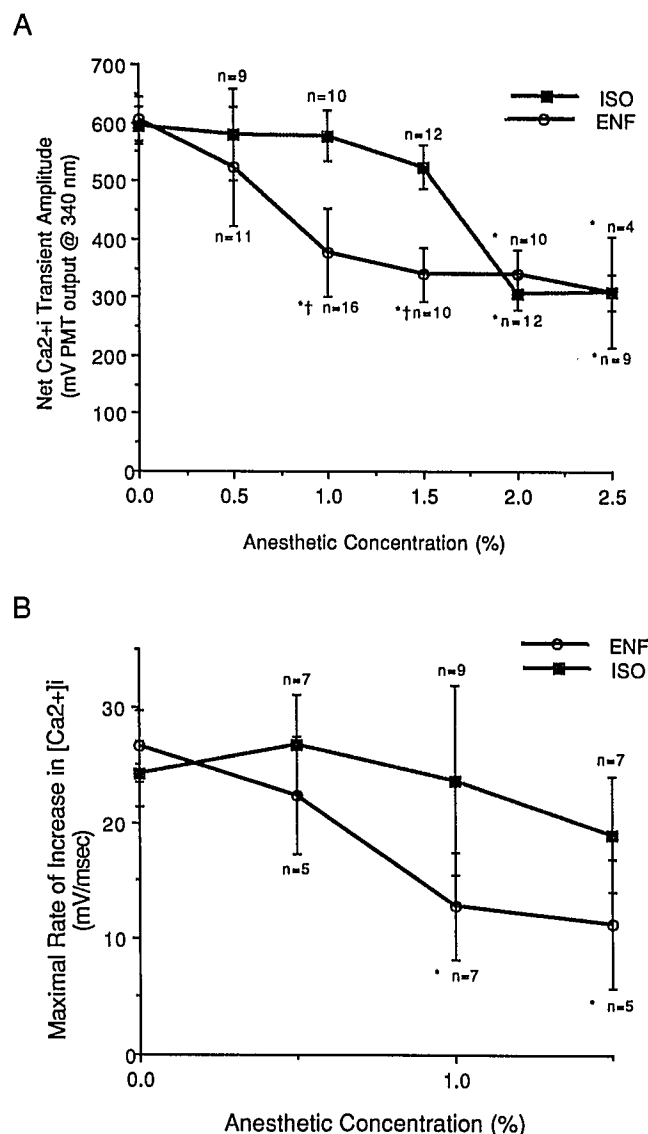 A
Net Ca2+i Transient Amplitude
(mV PMT output @ 340 nm)
700
600
500
400
300
200
100
0
n=9
n=10
n=12
ISO
ENF
n=11
*† n=16
*†n=10
* n=10
*n=12
* n=4
*n=9
0.0
0.5
1.0
1.5
2.0
2.5
Anesthetic Concentration (%)
B
Maximal Rate of Increase in [Ca2+]i
(mV/msec)
30
20
10
0
ENF
ISO
n=7
n=9
n=7
n=5
* n=7
* n=5
0.0
1.0
Anesthetic Concentration (%)